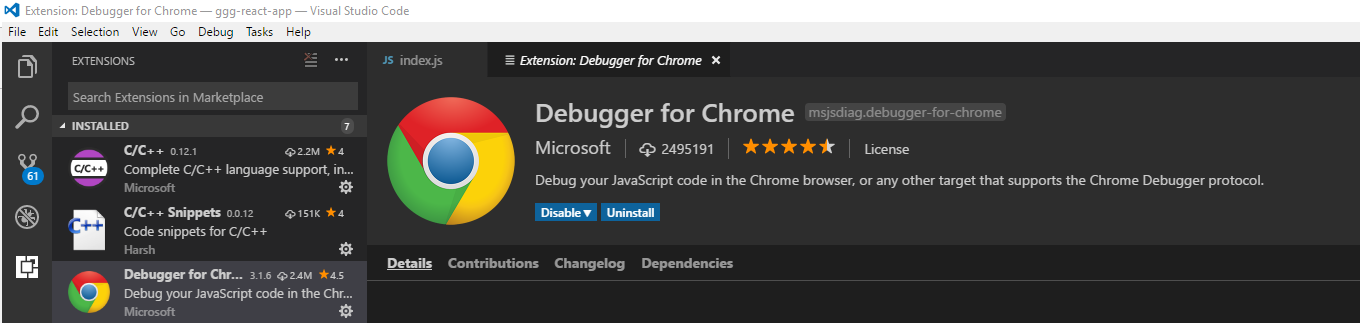 Extension: Debugger for Chrome — ggg-react-app — Visual Studio Code
File Edit Selection View Go Debug Tasks Help
EXTENSIONS
Search Extensions in Marketplace
INSTALLED 7
C/C++ 0.12.1 2.2M 4
Complete C/C++ language support, in...
Microsoft
C/C++ Snippets 0.0.12 151K 4
Code snippets for C/C++
Harsh
Debugger for Chr... 3.1.6 2.4M 4.5
Debug your JavaScript code in the Chr...
Microsoft
61
C/C++
C++
JS index.js
Extension: Debugger for Chrome
Debugger for Chrome msjsdiag.debugger-for-chrome
Microsoft 2495191 License
Debug your JavaScript code in the Chrome browser, or any other target that supports the Chrome Debugger protocol.
Disable Uninstall
Details Contributions Changelog Dependencies